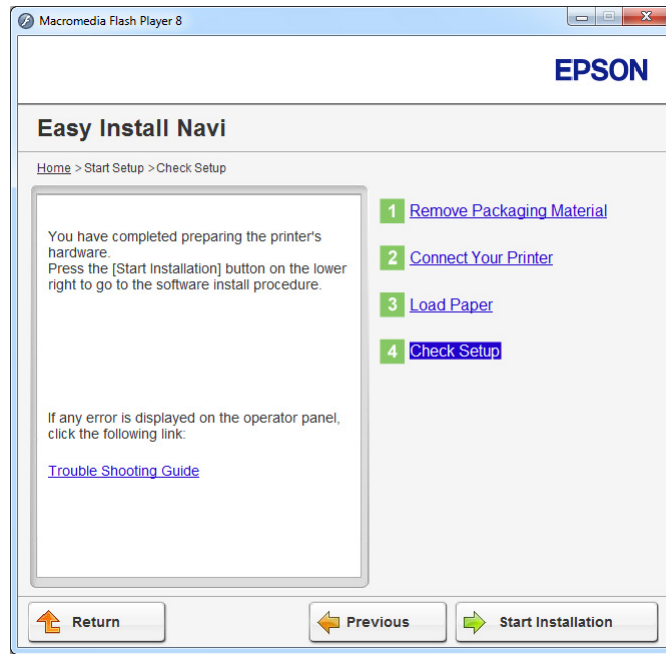 Macromedia Flash Player 8
EPSON
Easy Install Navi
Home > Start Setup >Check Setup
You have completed preparing the printer's
hardware.
Press the [Start Installation] button on the lower
right to go to the software install procedure.
If any error is displayed on the operator panel,
click the following link:
Trouble Shooting Guide
1 Remove Packaging Material
2 Connect Your Printer
3 Load Paper
4 Check Setup
Return
Previous
Start Installation